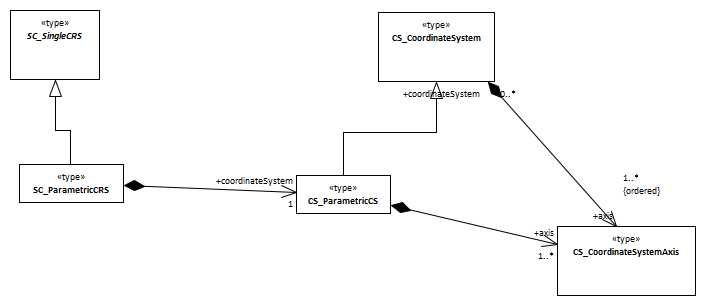 «type»
SC_SingleCRS
«type»
CS_CoordinateSystem
+coordinateSystem
0..*
«type»
SC_ParametricCRS
+coordinateSystem
1
«type»
CS_ParametricCS
1..*
{ordered}
+axis
+axis
1..*
«type»
CS_CoordinateSystemAxis